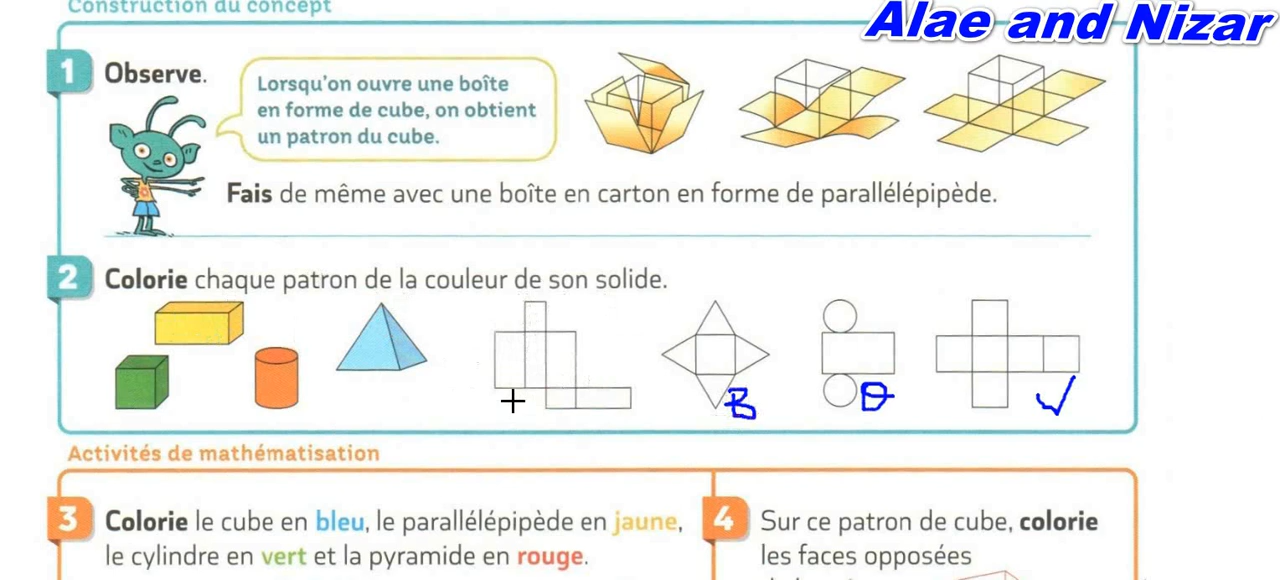 Construction du concept
Alae and Nizar
1 Observe.
Lorsqu'on ouvre une boîte
en forme de cube, on obtient
un patron du cube.
Fais de même avec une boîte en carton en forme de parallélépipède.
2 Colorie chaque patron de la couleur de son solide.
B
O
V
Activités de mathématisation
3 Colorie le cube en bleu, le parallélépipède en jaune,
le cylindre en vert et la pyramide en rouge.
4 Sur ce patron de cube, colorie
les faces opposées